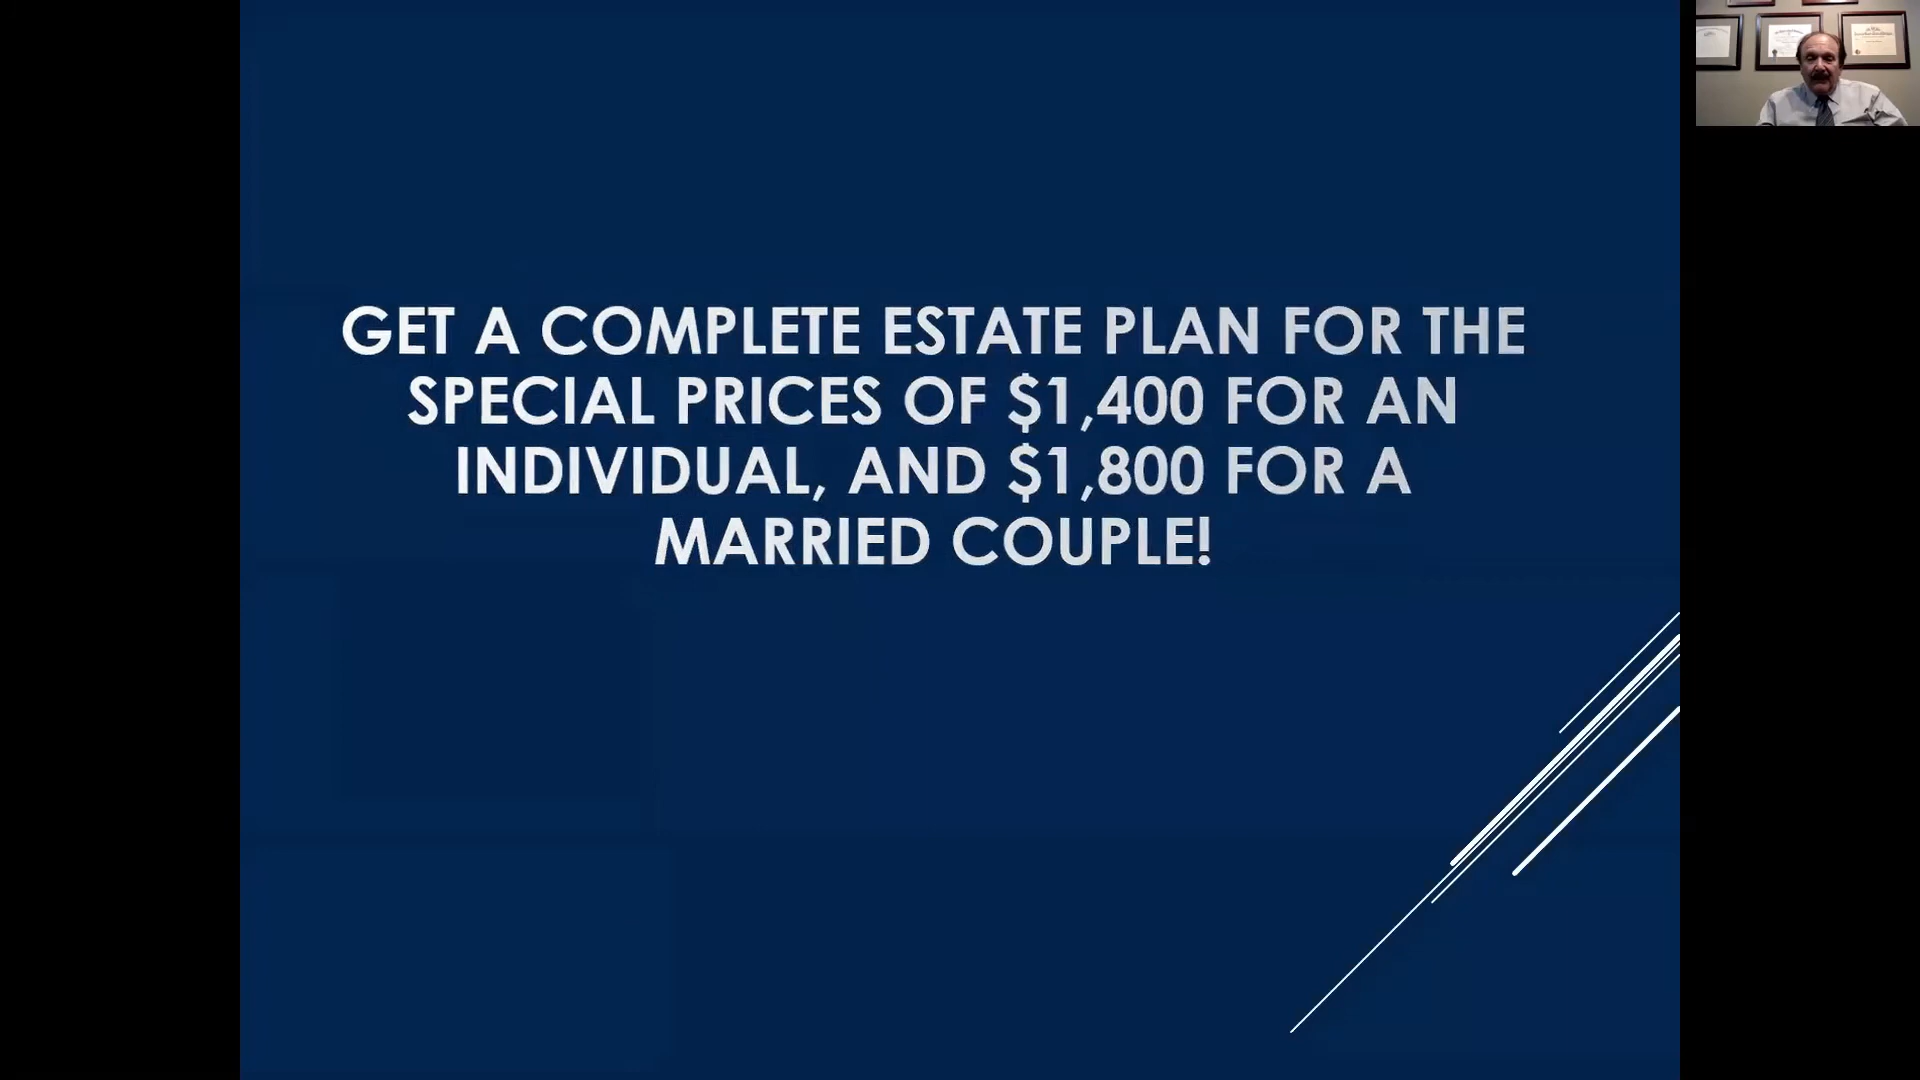 GET A COMPLETE ESTATE PLAN FOR THE
SPECIAL PRICES OF $1,400 FOR AN
INDIVIDUAL, AND $1,800 FOR A
MARRIED COUPLE!